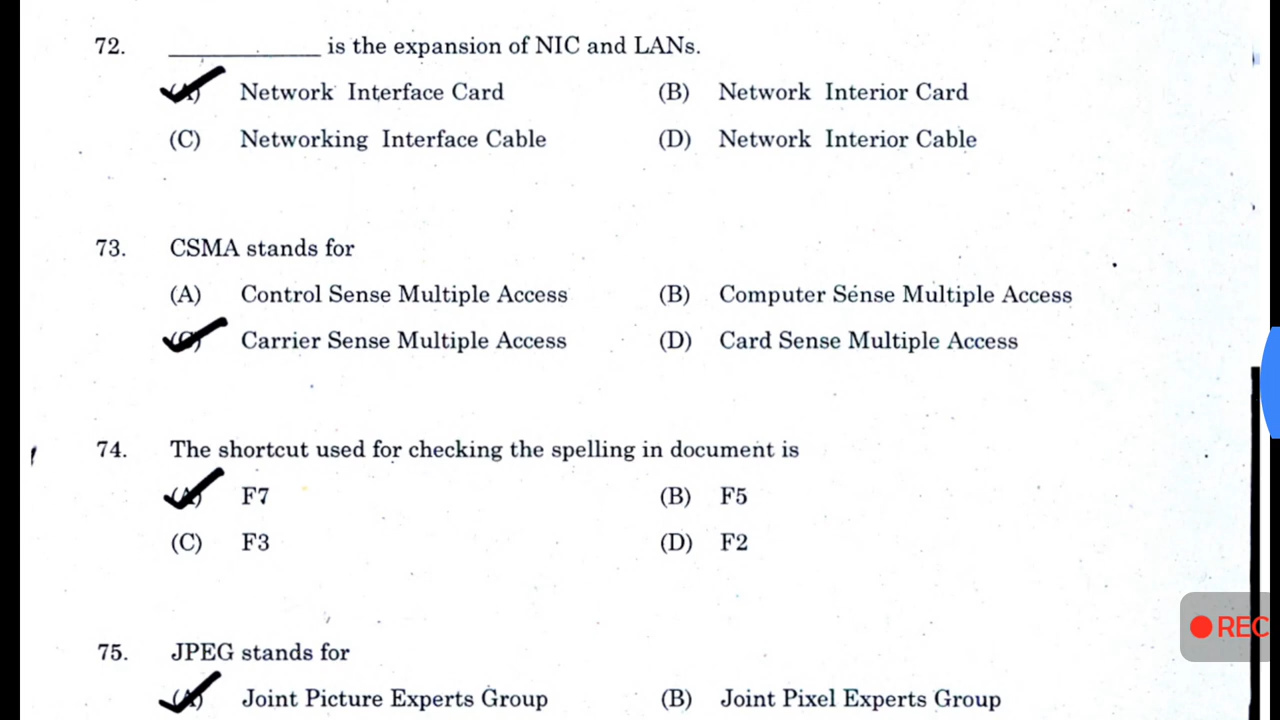 72. ____________ is the expansion of NIC and LANs.
(A) Network Interface Card (B) Network Interior Card
(C) Networking Interface Cable (D) Network Interior Cable
73. CSMA stands for
(A) Control Sense Multiple Access (B) Computer Sense Multiple Access
(C) Carrier Sense Multiple Access (D) Card Sense Multiple Access
74. The shortcut used for checking the spelling in document is
(A) F7 (B) F5
(C) F3 (D) F2
REC
75. JPEG stands for
(A) Joint Picture Experts Group (B) Joint Pixel Experts Group